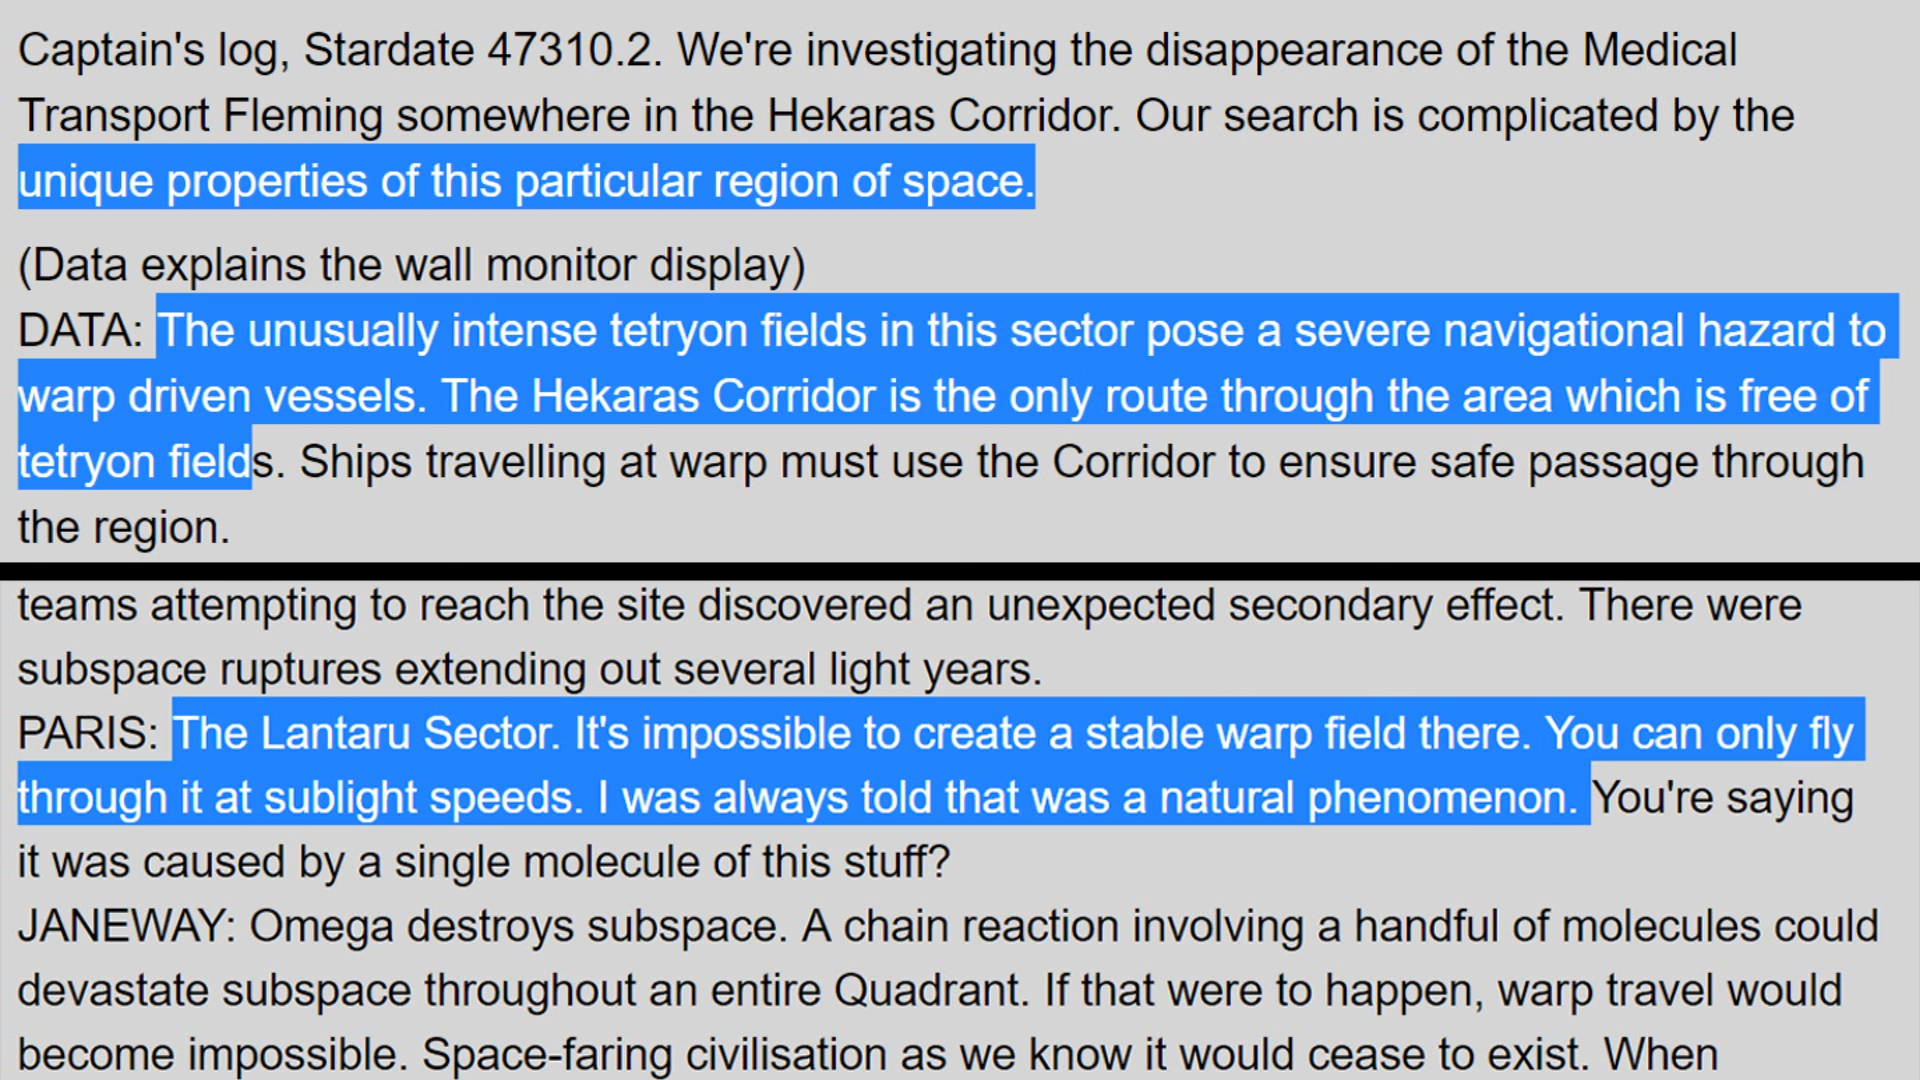 Captain's log, Stardate 47310.2. We're investigating the disappearance of the Medical
Transport Fleming somewhere in the Hekaras Corridor. Our search is complicated by the
unique properties of this particular region of space.
(Data explains the wall monitor display)
DATA: The unusually intense tetryon fields in this sector pose a severe navigational hazard to
warp driven vessels. The Hekaras Corridor is the only route through the area which is free of
tetryon fields. Ships travelling at warp must use the Corridor to ensure safe passage through
the region.
teams attempting to reach the site discovered an unexpected secondary effect. There were
subspace ruptures extending out several light years.
PARIS: The Lantaru Sector. It's impossible to create a stable warp field there. You can only fly
through it at sublight speeds. I was always told that was a natural phenomenon. You're saying
it was caused by a single molecule of this stuff?
JANEWAY: Omega destroys subspace. A chain reaction involving a handful of molecules could
devastate subspace throughout an entire Quadrant. If that were to happen, warp travel would
become impossible. Space-faring civilisation as we know it would cease to exist. When